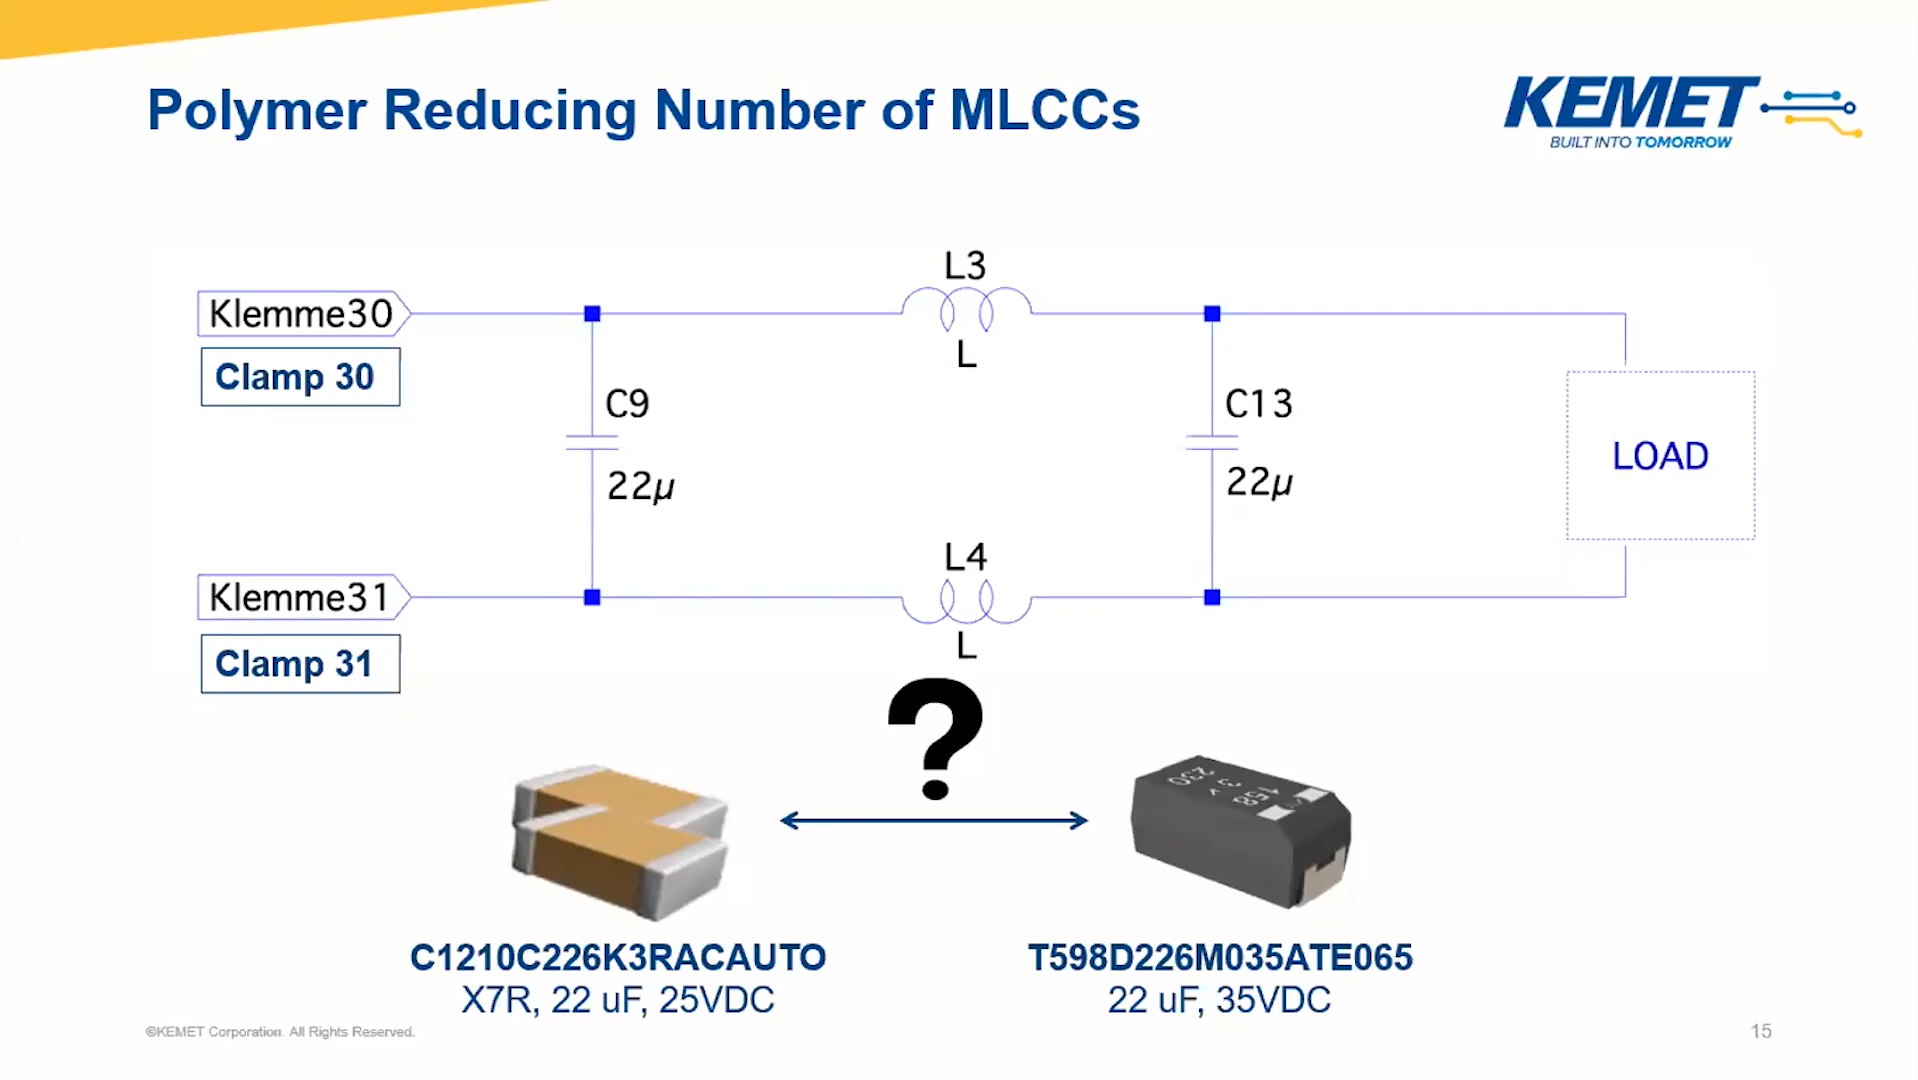 Polymer Reducing Number of MLCCs
KEMET
BUILT INTO TOMORROW
L3
Klemme30
L
Clamp 30
C9
C13
LOAD
22µ
22µ
L4
Klemme31
L
Clamp 31
?
C1210C226K3RACAUTO
X7R, 22 uF, 25VDC
T598D226M035ATE065
22 uF, 35VDC
©KEMET Corporation. All Rights Reserved.
15